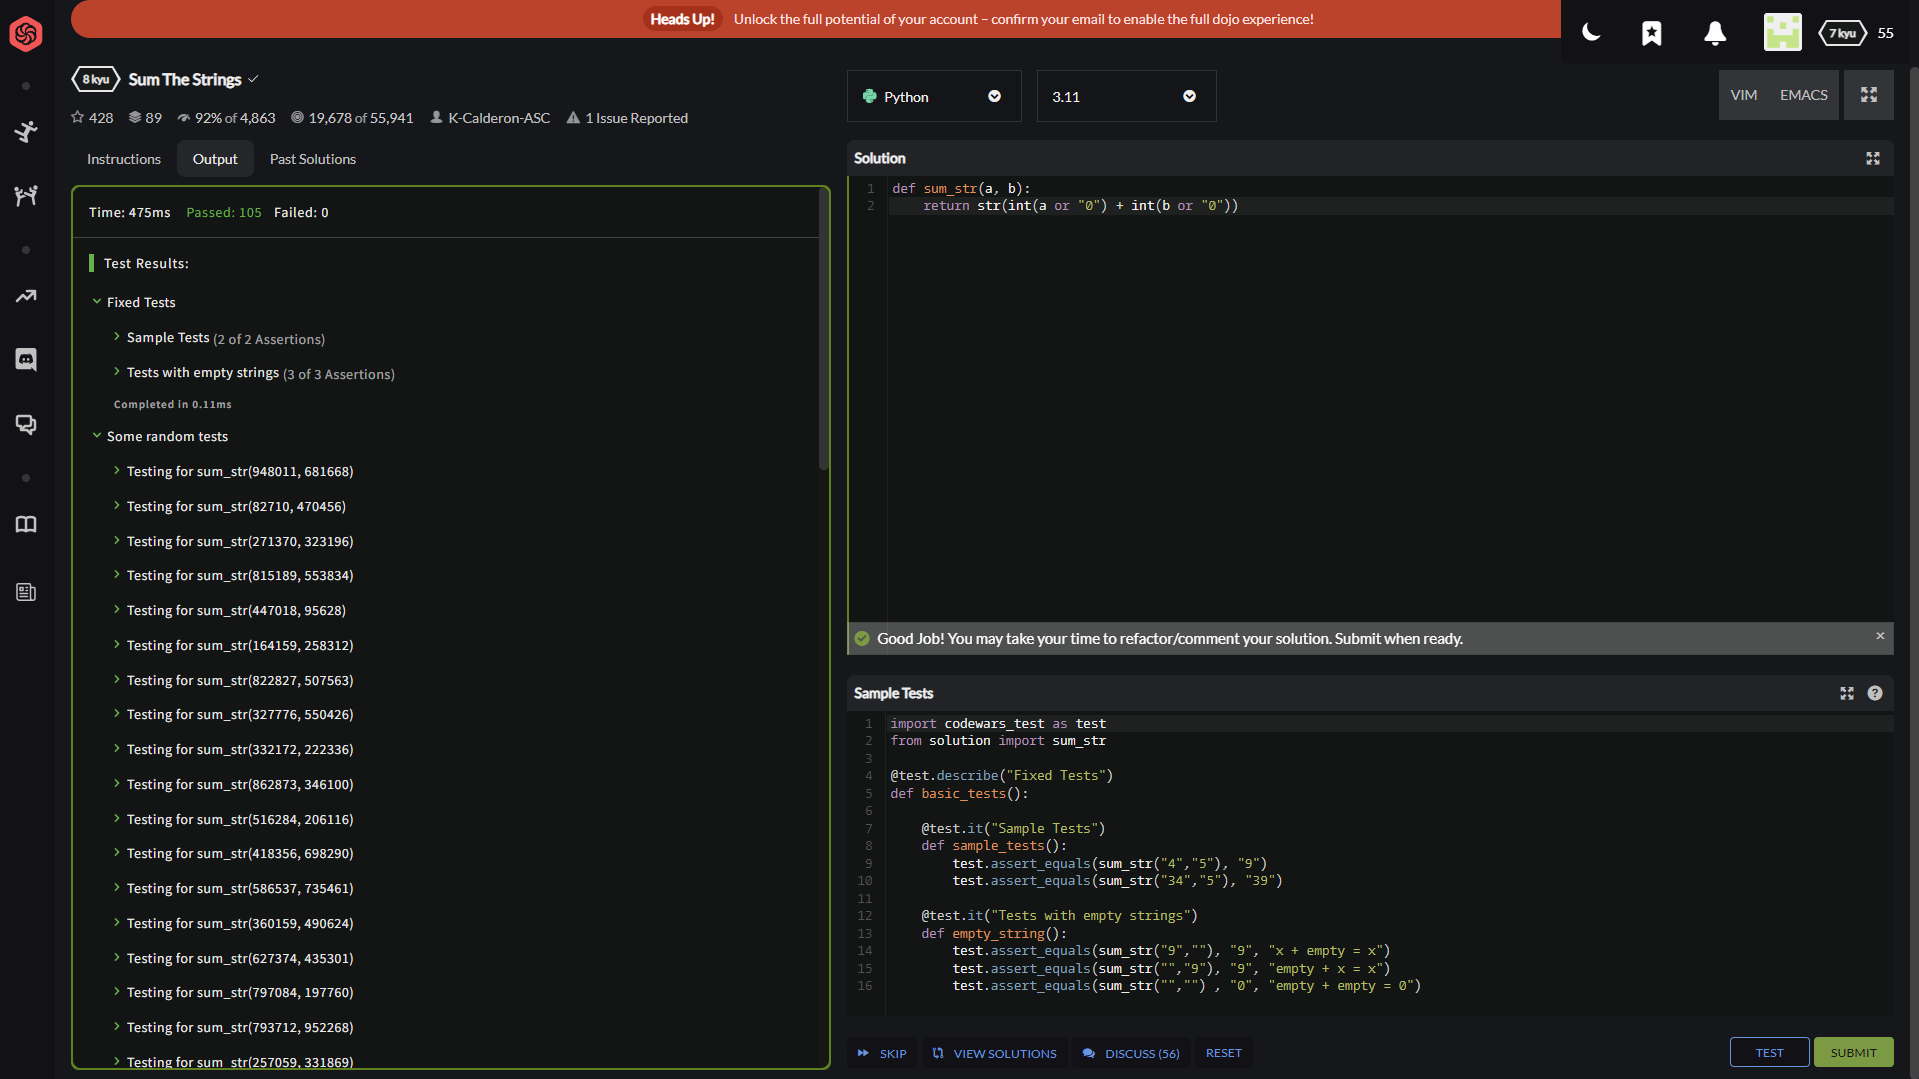 Heads Up! Unlock the full potential of your account – confirm your email to enable the full dojo experience!
7 kyu 55
8 kyu Sum The Strings
428 89 92% of 4,863 19,678 of 55,941 K-Calderon-ASC 1 Issue Reported
Instructions Output Past Solutions
Time: 475ms Passed: 105 Failed: 0
Test Results:
Fixed Tests
Sample Tests (2 of 2 Assertions)
Tests with empty strings (3 of 3 Assertions)
Completed in 0.11ms
Some random tests
Testing for sum_str(948011, 681668)
Testing for sum_str(82710, 470456)
Testing for sum_str(271370, 323196)
Testing for sum_str(815189, 553834)
Testing for sum_str(447018, 95628)
Testing for sum_str(164159, 258312)
Testing for sum_str(822827, 507563)
Testing for sum_str(327776, 550426)
Testing for sum_str(332172, 222336)
Testing for sum_str(862873, 346100)
Testing for sum_str(516284, 206116)
Testing for sum_str(418356, 698290)
Testing for sum_str(586537, 735461)
Testing for sum_str(360159, 490624)
Testing for sum_str(627374, 435301)
Testing for sum_str(797084, 197760)
Testing for sum_str(793712, 952268)
Testing for sum_str(257059, 331869)
Python 3.11 VIM EMACS
Solution
1 def sum_str(a, b):
2     return str(int(a or "0") + int(b or "0"))
Good Job! You may take your time to refactor/comment your solution. Submit when ready.
Sample Tests
1 import codewars_test as test
2 from solution import sum_str
3
4 @test.describe("Fixed Tests")
5 def basic_tests():
6
7     @test.it("Sample Tests")
8     def sample_tests():
9         test.assert_equals(sum_str("4","5"), "9")
10         test.assert_equals(sum_str("34","5"), "39")
11
12     @test.it("Tests with empty strings")
13     def empty_string():
14         test.assert_equals(sum_str("9",""), "9", "x + empty = x")
15         test.assert_equals(sum_str("","9"), "9", "empty + x = x")
16         test.assert_equals(sum_str("","") , "0", "empty + empty = 0")
SKIP VIEW SOLUTIONS DISCUSS (56) RESET TEST SUBMIT